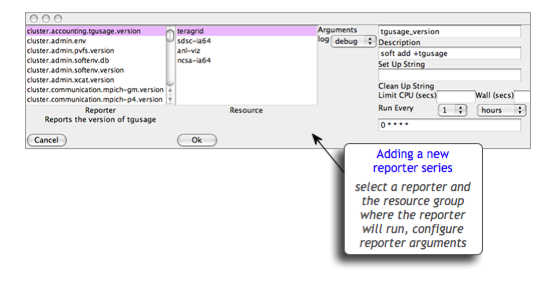 cluster.accounting.tgusage.version
cluster.admin.env
cluster.admin.pvfs.version
cluster.admin.softenv.db
cluster.admin.softenv.version
cluster.admin.xcat.version
cluster.communication.mpich-gm.version
cluster.communication.mpich-p4.version
Reporter
Reports the version of tgusage
Cancel
teragrid
sdsc-ia64
anl-viz
ncsa-ia64
Resource
Ok
Arguments
log debug
tgusage_version
Description
soft add +tgusage
Set Up String
Clean Up String
Limit CPU (secs) Wall (secs)
Run Every 1 hours
0 * * * *
Adding a new
reporter series
select a reporter and
the resource group
where the reporter
will run, configure
reporter arguments